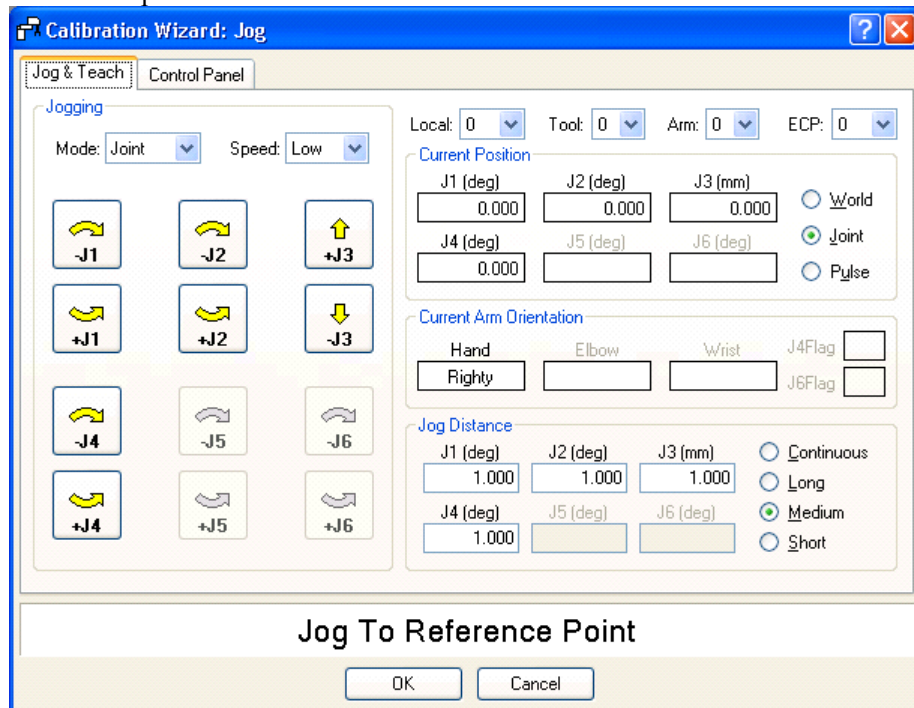 Calibration Wizard: Jog
Jog & Teach Control Panel
Jogging
Mode: Joint Speed: Low
-J1 -J2 +J3
+J1 +J2 -J3
-J4 -J5 -J6
+J4 +J5 +J6
Local: 0 Tool: 0 Arm: 0 ECP: 0
Current Position
J1 (deg) J2 (deg) J3 (mm)
0.000 0.000 0.000
J4 (deg) J5 (deg) J6 (deg)
0.000
World
Joint
Pulse
Current Arm Orientation
Hand Elbow Wrist J4Flag
Righty J6Flag
Jog Distance
J1 (deg) J2 (deg) J3 (mm)
1.000 1.000 1.000
J4 (deg) J5 (deg) J6 (deg)
1.000
Continuous
Long
Medium
Short
Jog To Reference Point
OK Cancel